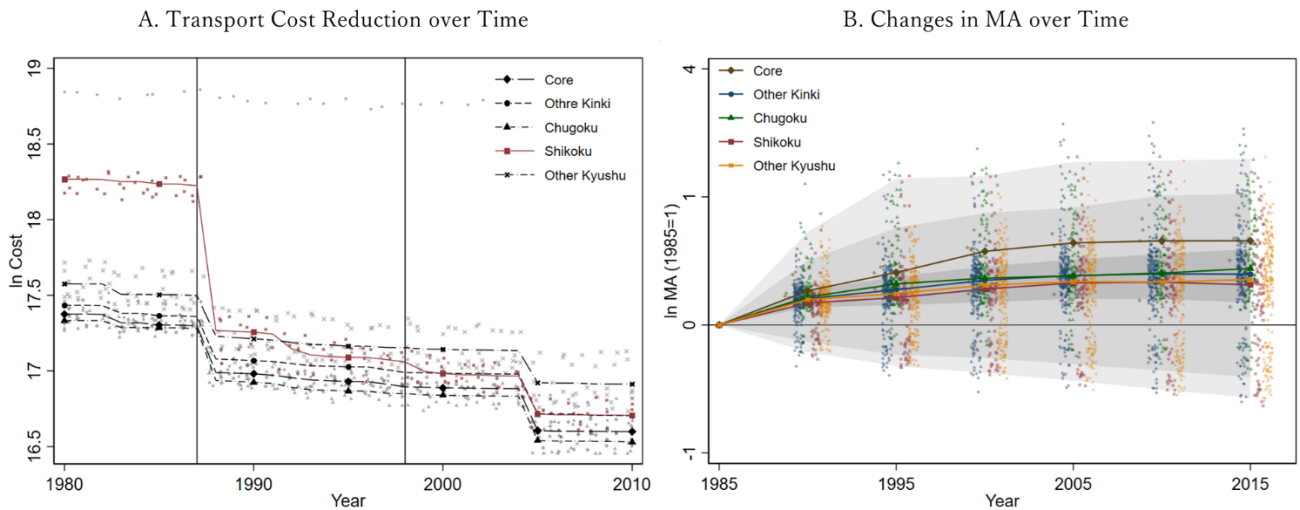 A. Transport Cost Reduction over Time
19
18.5
18
17.5
17
16.5
ln Cost
1980
1990
2000
2010
Year
Core
Othre Kinki
Chugoku
Shikoku
Other Kyushu
B. Changes in MA over Time
4
1
0
-1
ln MA (1985=1)
1985
1995
2005
2015
Year
Core
Other Kinki
Chugoku
Shikoku
Other Kyushu